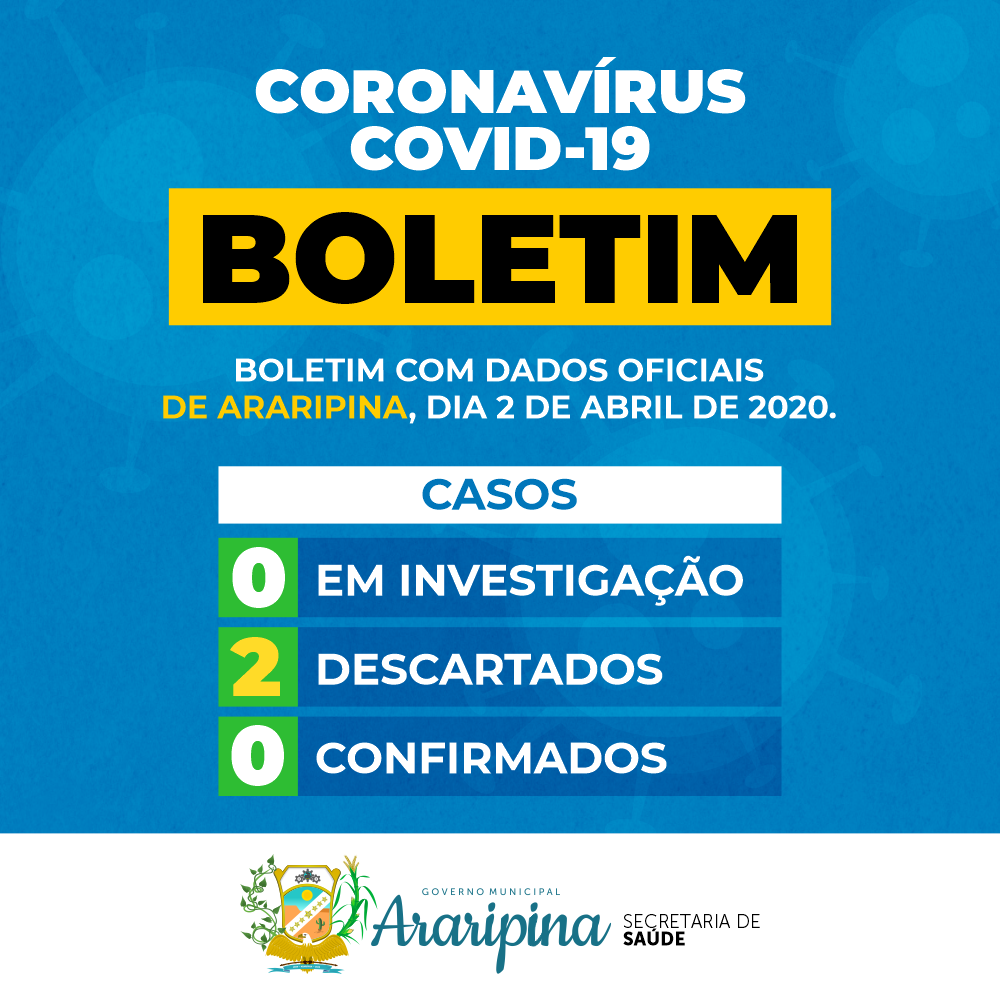 CORONAVÍRUS
COVID-19
BOLETIM
BOLETIM COM DADOS OFICIAIS
DE ARARIPINA, DIA 2 DE ABRIL DE 2020.
CASOS
0 EM INVESTIGAÇÃO
2 DESCARTADOS
0 CONFIRMADOS
GOVERNO MUNICIPAL
Araripina
SECRETARIA DE
SAÚDE